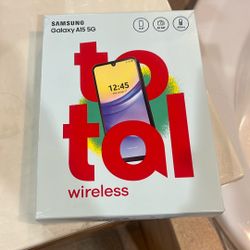 SAMSUNG
Galaxy A15 5G
12:45
to
tal
wireless